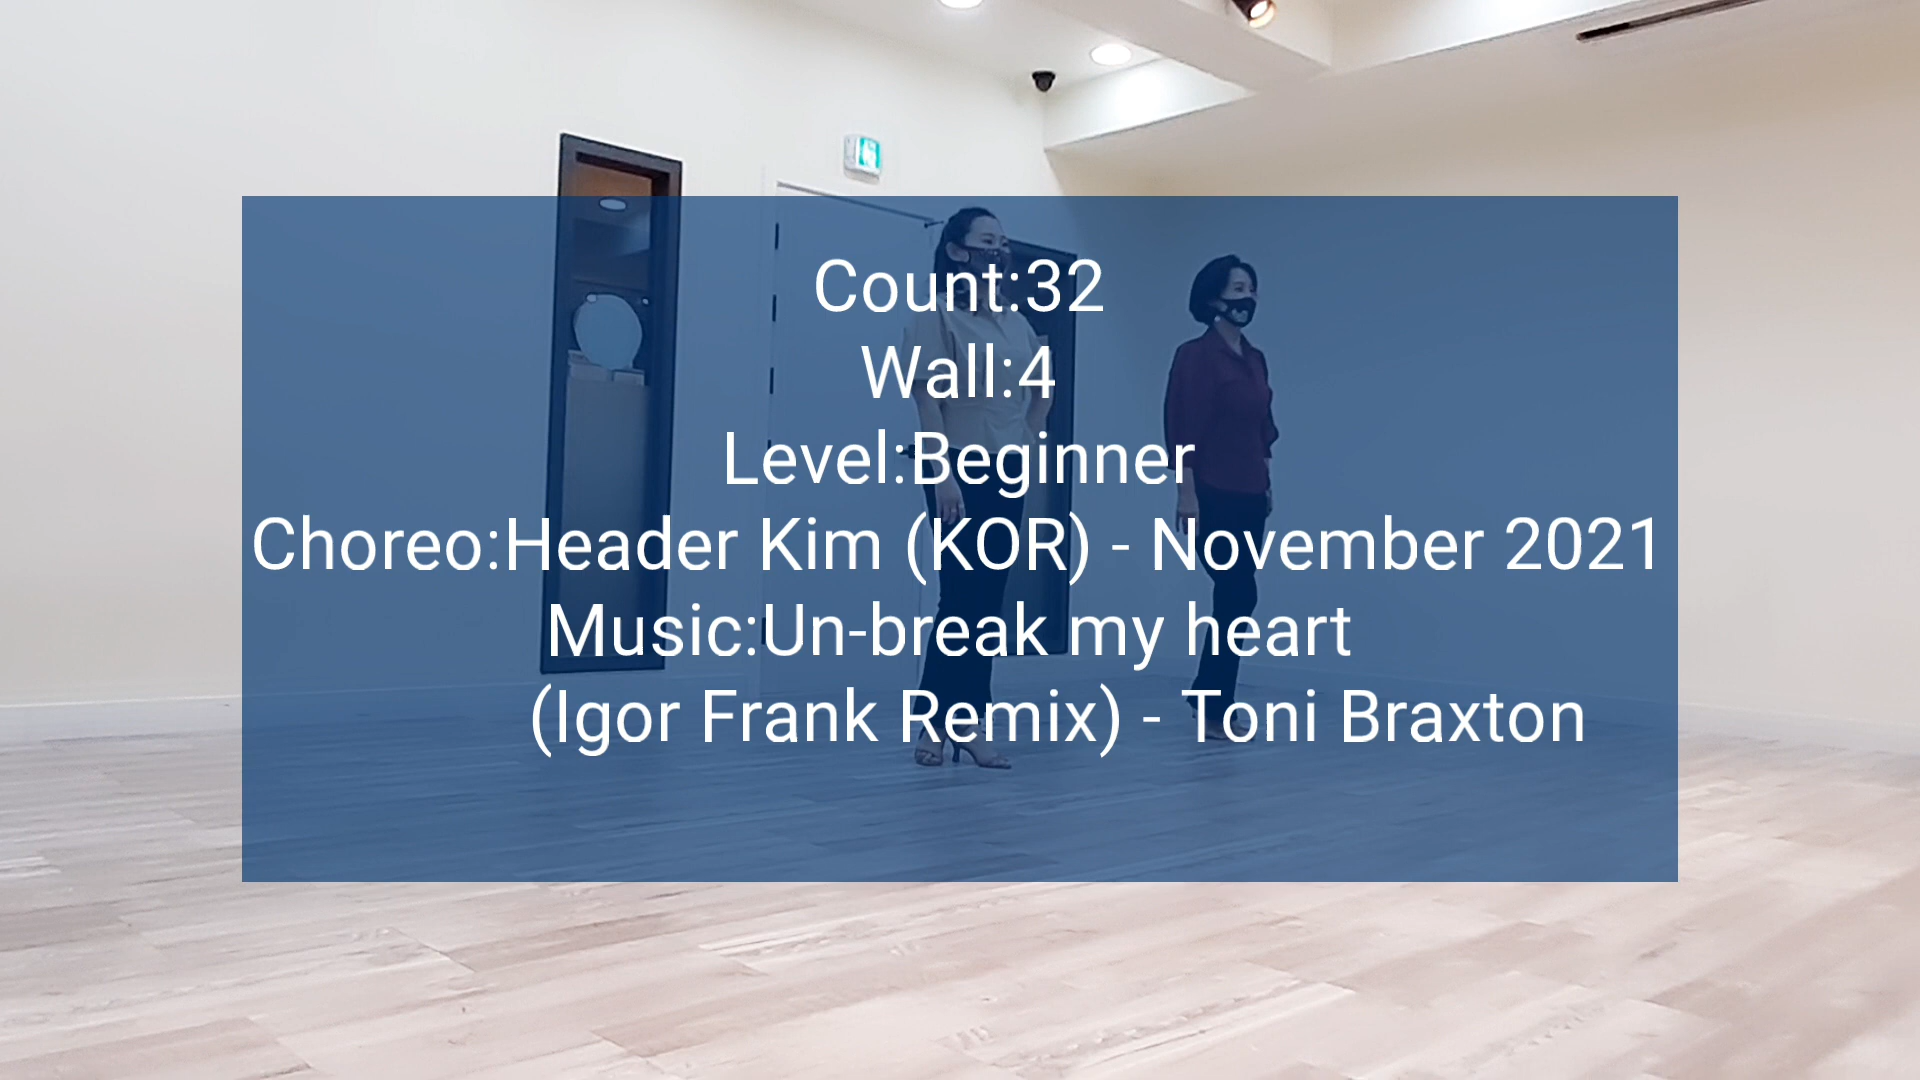 Count:32
Wall:4
Level:Beginner
Choreo:Header Kim (KOR) - November 2021
Music:Un-break my heart
(Igor Frank Remix) - Toni Braxton